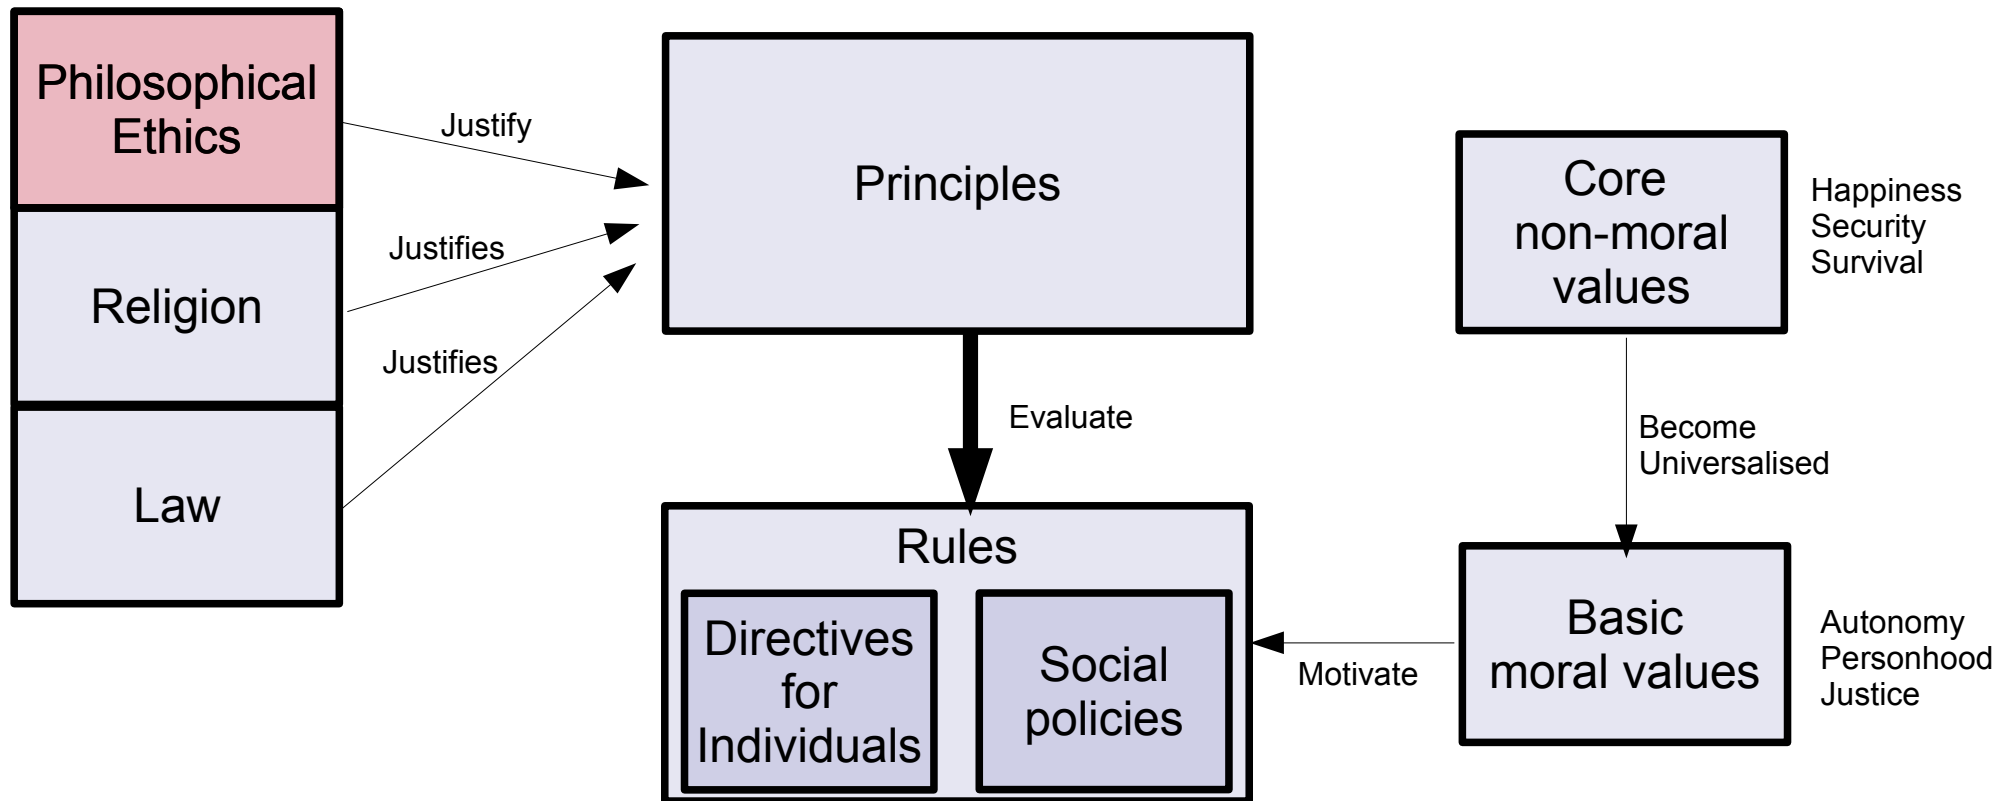 Philosophical
Ethics
Religion
Law
Justify
Justifies
Justifies
Principles
Evaluate
Rules
Directives
for
Individuals
Social
policies
Core
non-moral
values
Happiness
Security
Survival
Become
Universalised
Basic
moral values
Autonomy
Personhood
Justice
Motivate